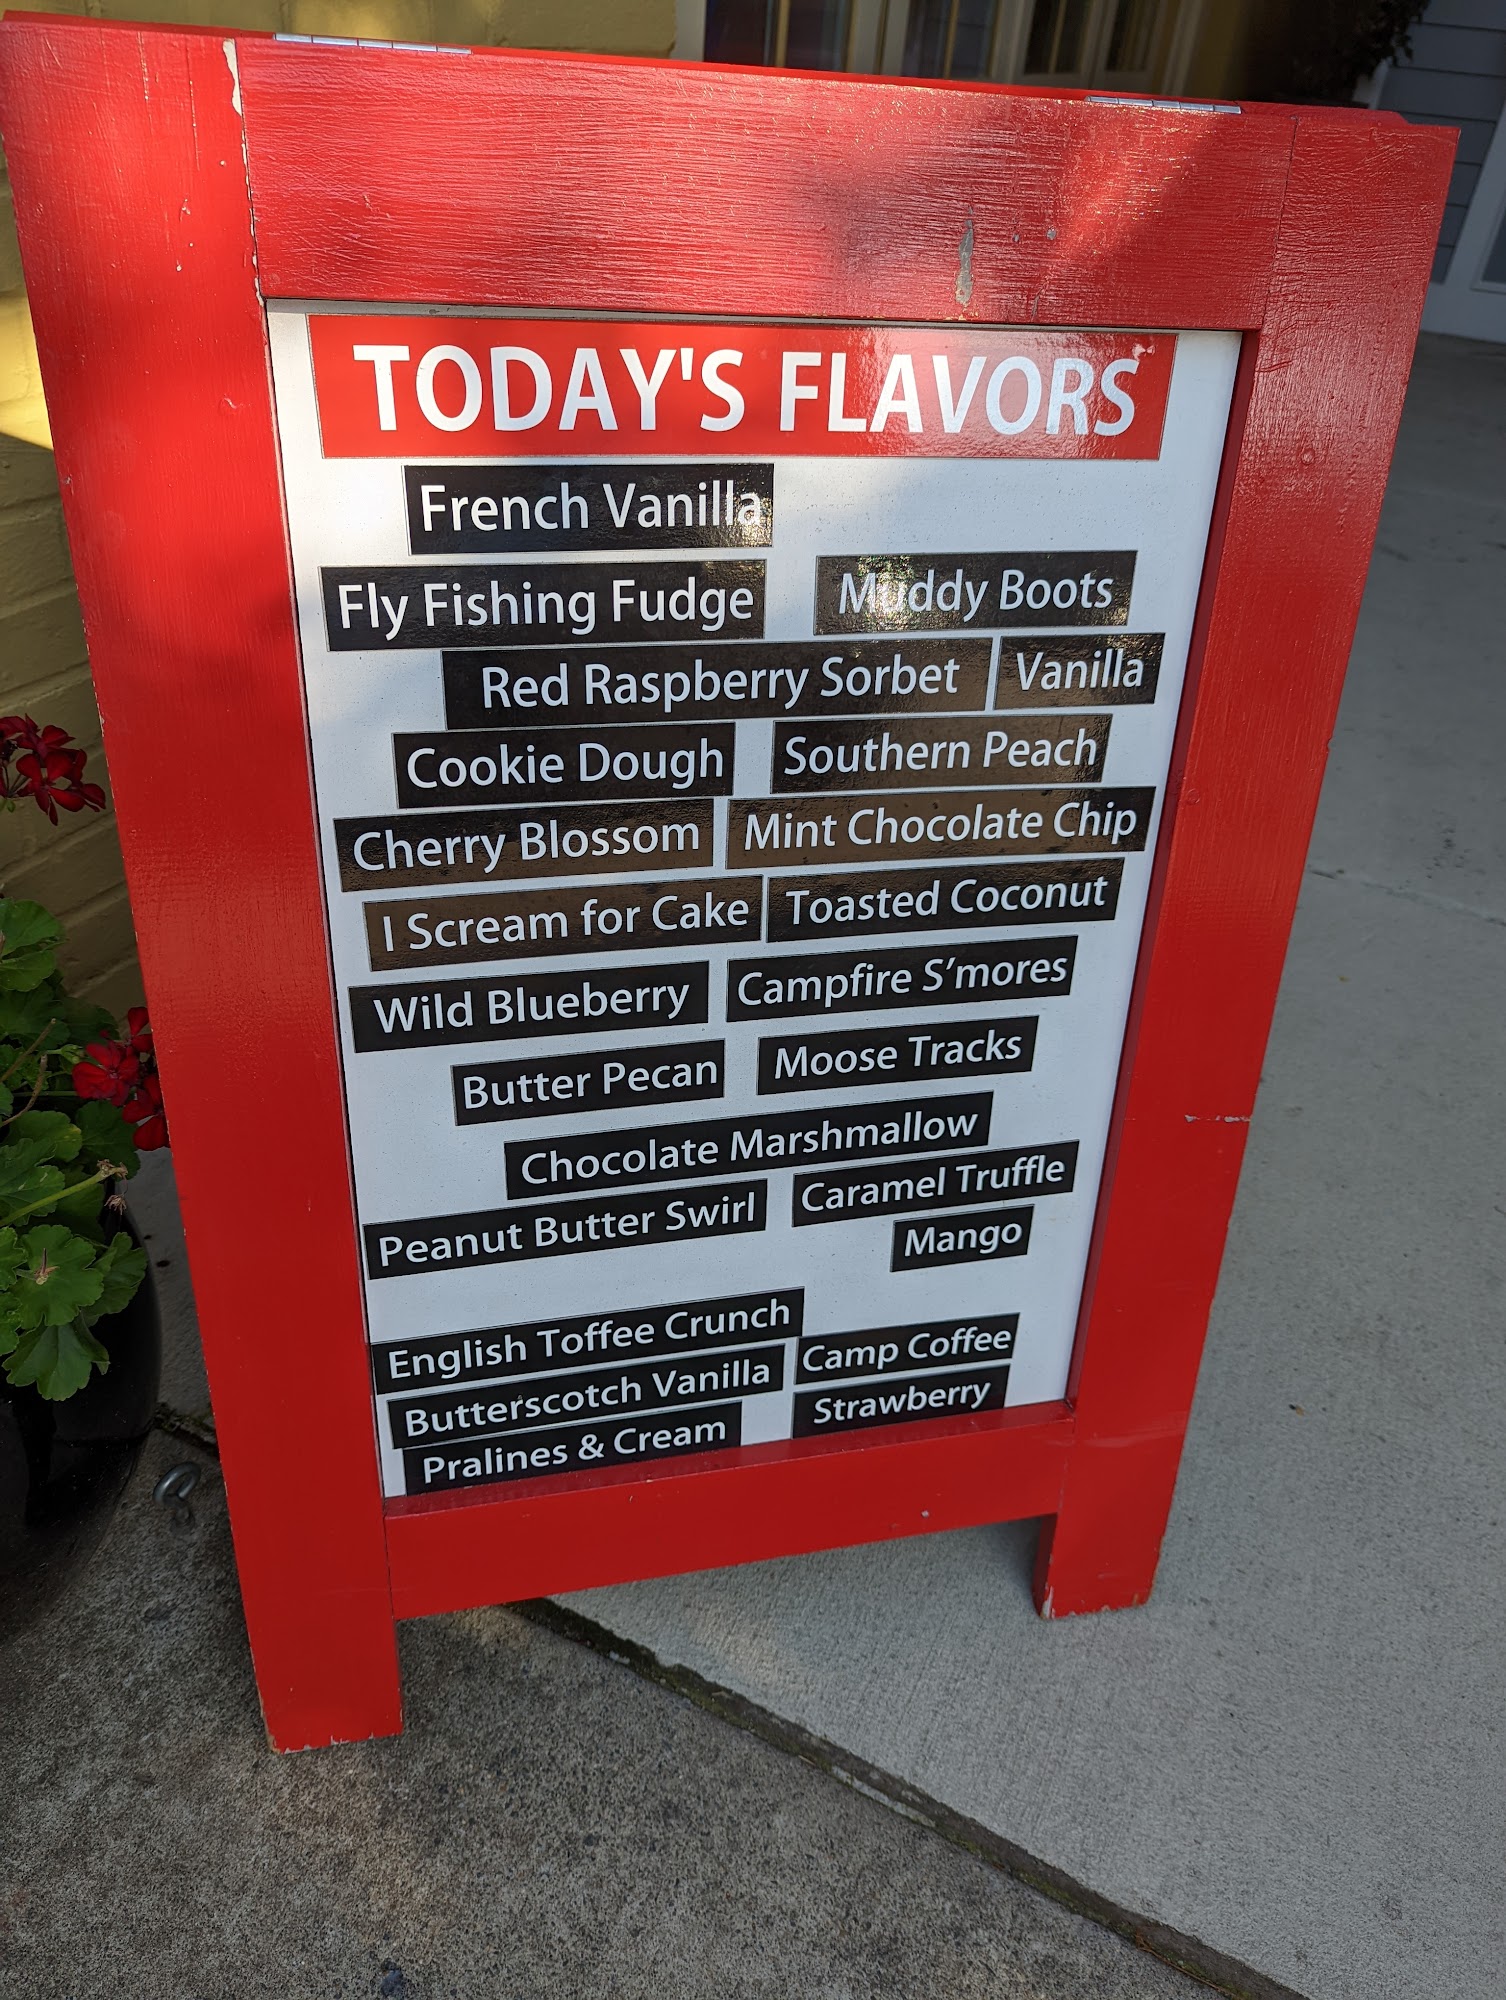 TODAY'S FLAVORS
French Vanilla
Fly Fishing Fudge Muddy Boots
Red Raspberry Sorbet Vanilla
Cookie Dough Southern Peach
Cherry Blossom Mint Chocolate Chip
I Scream for Cake Toasted Coconut
Wild Blueberry Campfire S’mores
Butter Pecan Moose Tracks
Chocolate Marshmallow
Peanut Butter Swirl Caramel Truffle
Mango
English Toffee Crunch Camp Coffee
Butterscotch Vanilla Strawberry
Pralines & Cream